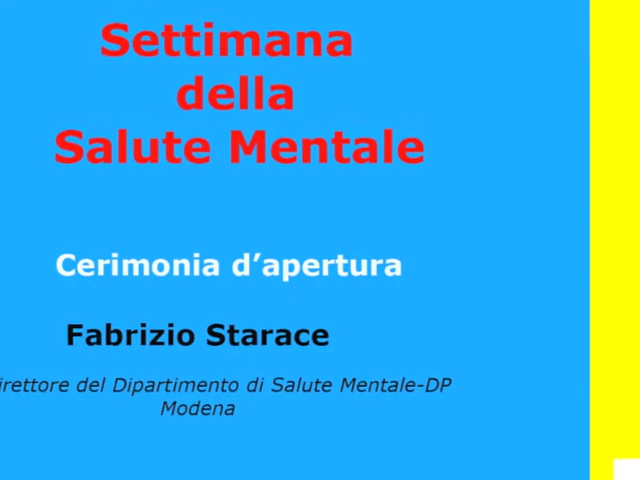 Settimana
della
Salute Mentale
Cerimonia d’apertura
Fabrizio Starace
irettore del Dipartimento di Salute Mentale-DP
Modena